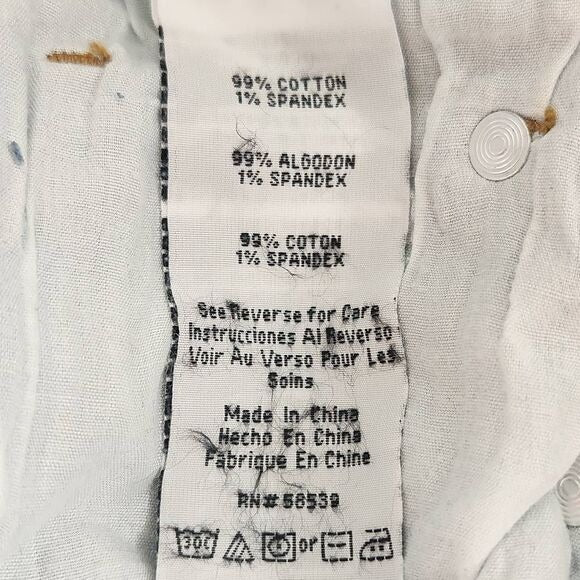 99% COTTON
1% SPANDEX
99% ALGODON
1% SPANDEX
99% COTON
1% SPANDEX
See Reverse for Care
Instrucciones Al Reverso
Voir Au Verso Pour Les
Soins
Made In China
Hecho En China
Fabrique En Chine
RN# 58539
30C or